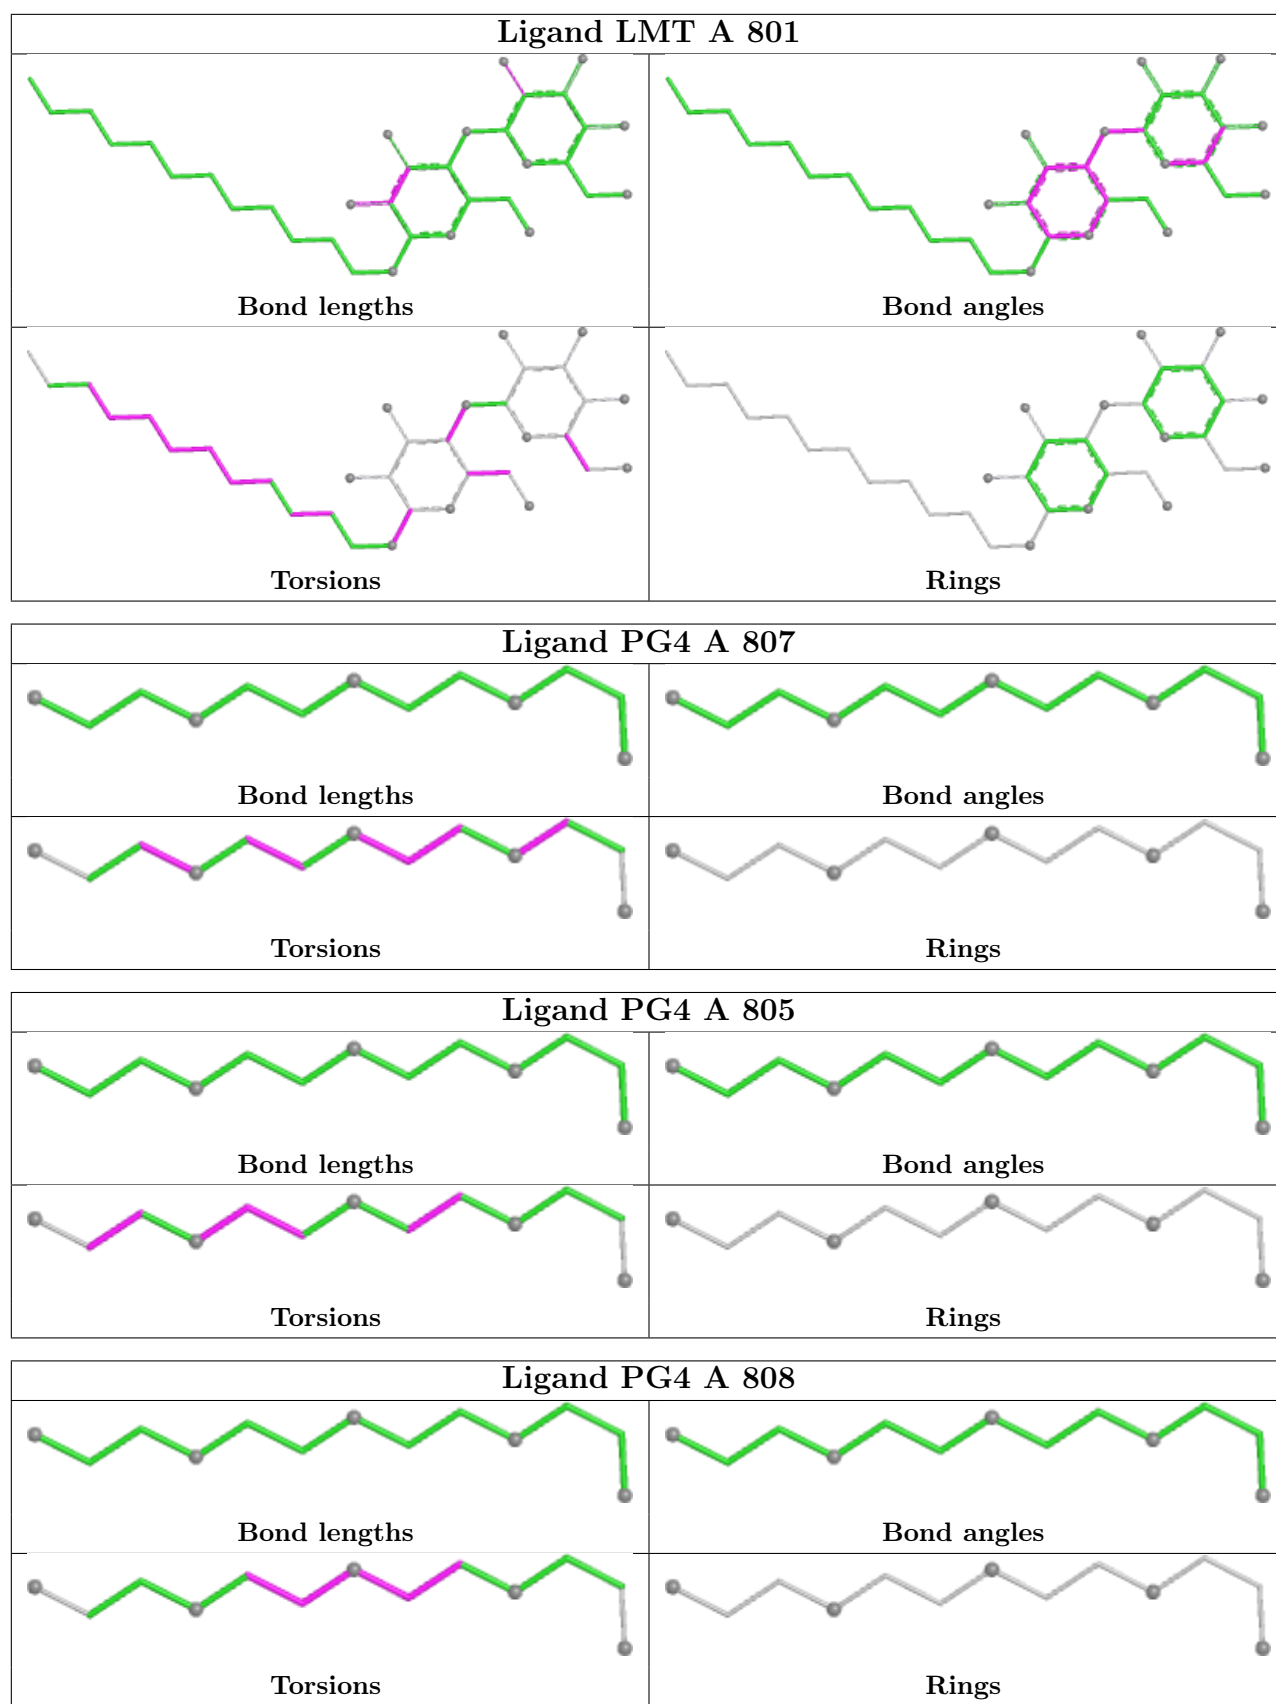 Ligand LMT A 801
Bond lengths
Bond angles
Torsions
Rings
Ligand PG4 A 807
Bond lengths
Bond angles
Torsions
Rings
Ligand PG4 A 805
Bond lengths
Bond angles
Torsions
Rings
Ligand PG4 A 808
Bond lengths
Bond angles
Torsions
Rings